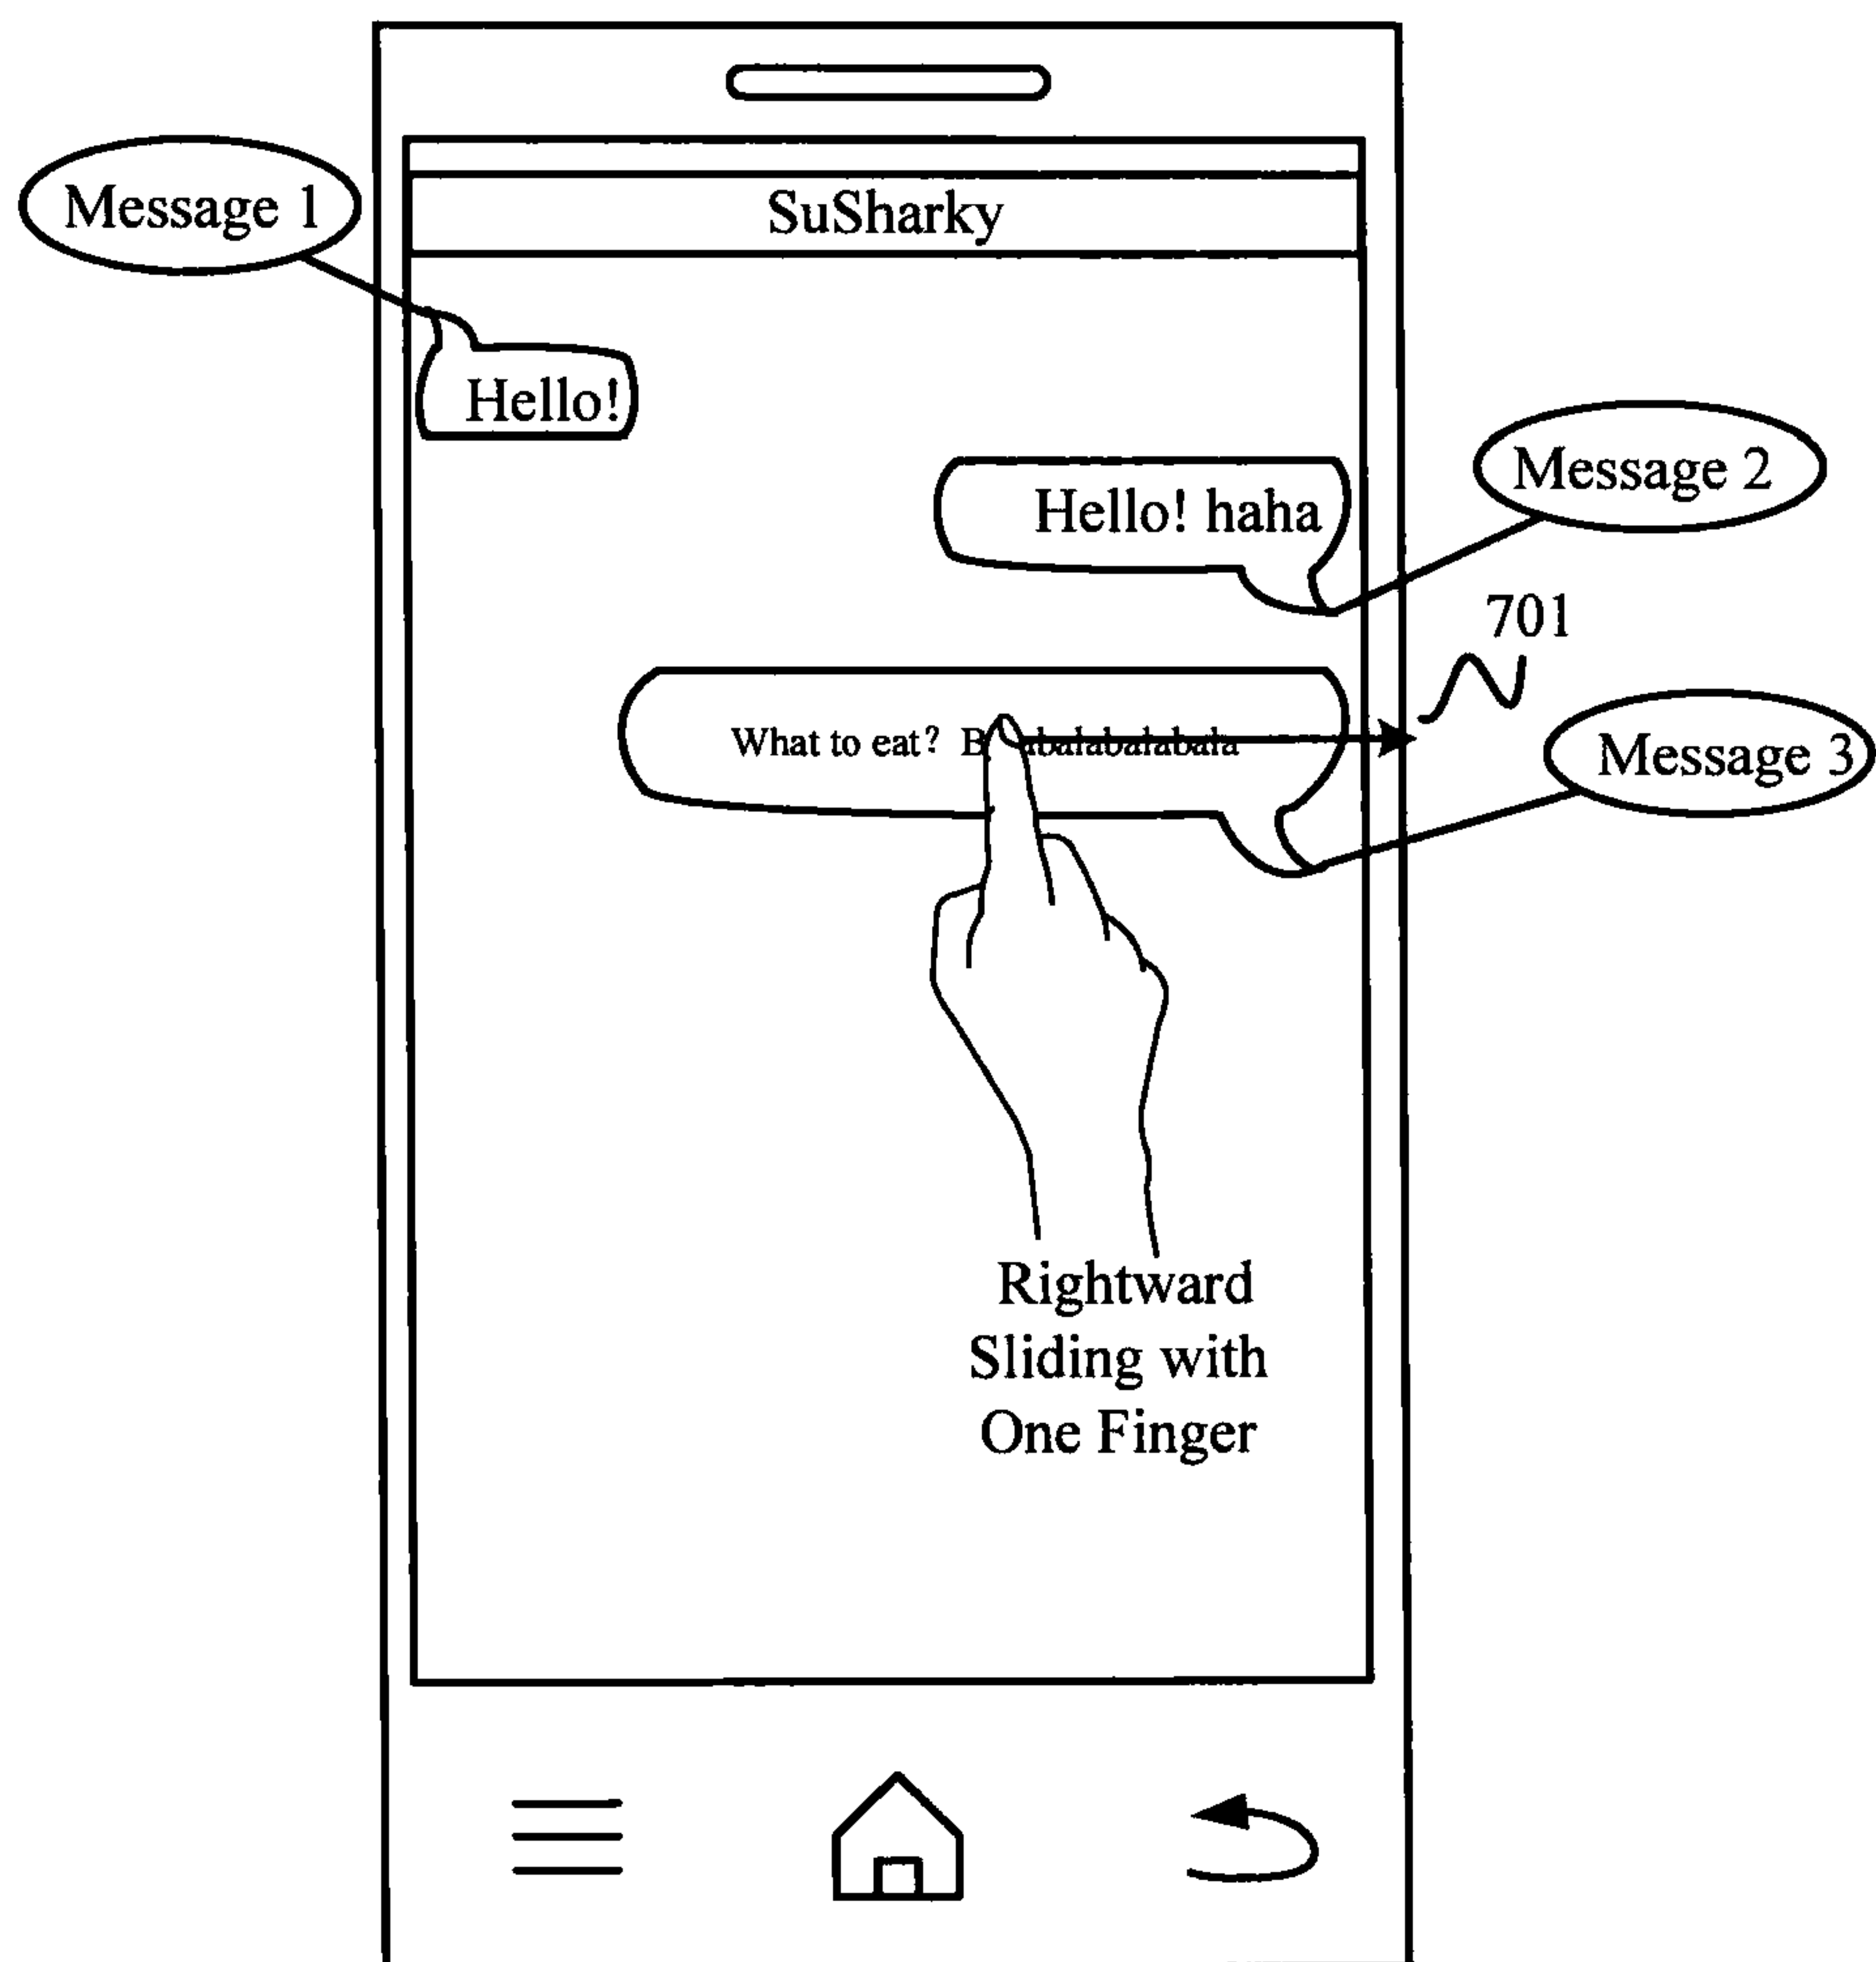 Message 1
SuSharky
Hello!
Message 2
Hello! haha
701
What to eat?
Message 3
Rightward
Sliding with
One Finger